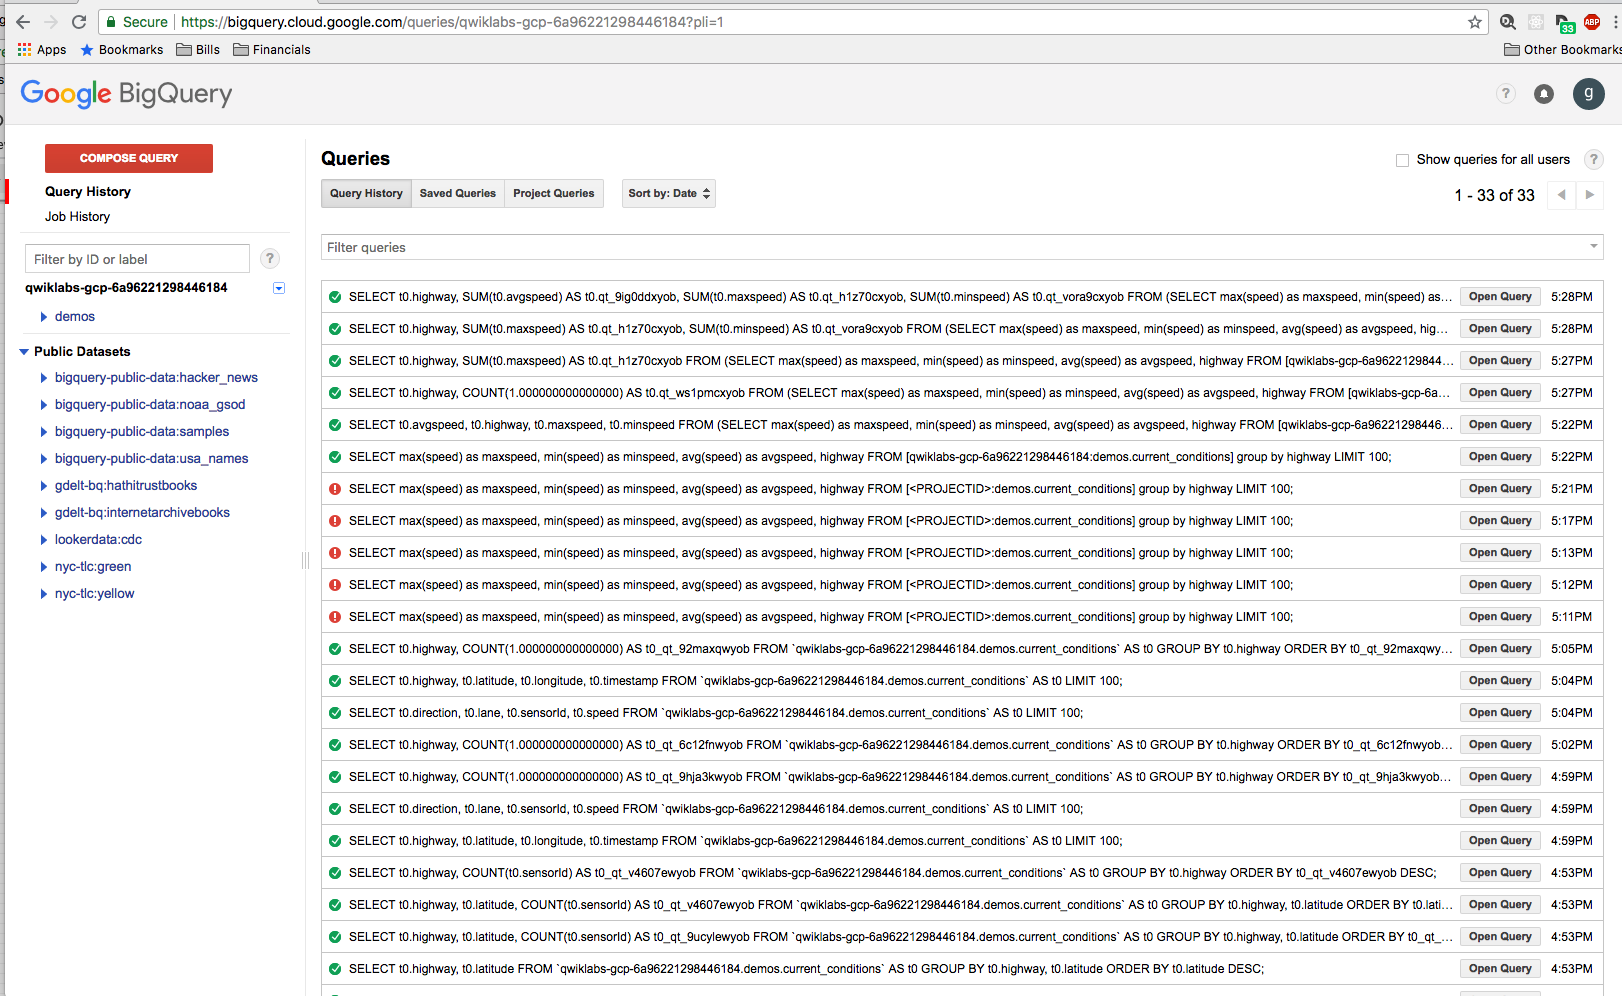 Secure https://bigquery.cloud.google.com/queries/qwiklabs-gcp-6a96221298446184?pli=1
33 ABP
Apps Bookmarks Bills Financials Other Bookmarks
Google BigQuery ? g
COMPOSE QUERY
Query History
Job History
Filter by ID or label ?
qwiklabs-gcp-6a96221298446184
demos
Public Datasets
bigquery-public-data:hacker_news
bigquery-public-data:noaa_gsod
bigquery-public-data:samples
bigquery-public-data:usa_names
gdelt-bq:hathitrustbooks
gdelt-bq:internetarchivebooks
lookerdata:cdc
nyc-tlc:green
nyc-tlc:yellow
Queries
Show queries for all users ?
Query History Saved Queries Project Queries Sort by: Date
1 - 33 of 33
Filter queries
SELECT t0.highway, SUM(t0.avgspeed) AS t0.qt_9ig0ddxyob, SUM(t0.maxspeed) AS t0.qt_h1z70cxyob, SUM(t0.minspeed) AS t0.qt_vora9cxyob FROM (SELECT max(speed) as maxspeed, min(speed) as... Open Query 5:28PM
SELECT t0.highway, SUM(t0.maxspeed) AS t0.qt_h1z70cxyob, SUM(t0.minspeed) AS t0.qt_vora9cxyob FROM (SELECT max(speed) as maxspeed, min(speed) as minspeed, avg(speed) as avgspeed, hig... Open Query 5:28PM
SELECT t0.highway, SUM(t0.maxspeed) AS t0.qt_h1z70cxyob FROM (SELECT max(speed) as maxspeed, min(speed) as minspeed, avg(speed) as avgspeed, highway FROM [qwiklabs-gcp-6a9622129844... Open Query 5:27PM
SELECT t0.highway, COUNT(1.000000000000000) AS t0.qt_ws1pmcxyob FROM (SELECT max(speed) as maxspeed, min(speed) as minspeed, avg(speed) as avgspeed, highway FROM [qwiklabs-gcp-6a... Open Query 5:27PM
SELECT t0.avgspeed, t0.highway, t0.maxspeed, t0.minspeed FROM (SELECT max(speed) as maxspeed, min(speed) as minspeed, avg(speed) as avgspeed, highway FROM [qwiklabs-gcp-6a96221298446... Open Query 5:22PM
SELECT max(speed) as maxspeed, min(speed) as minspeed, avg(speed) as avgspeed, highway FROM [qwiklabs-gcp-6a96221298446184:demos.current_conditions] group by highway LIMIT 100; Open Query 5:22PM
SELECT max(speed) as maxspeed, min(speed) as minspeed, avg(speed) as avgspeed, highway FROM [<PROJECTID>:demos.current_conditions] group by highway LIMIT 100; Open Query 5:21PM
SELECT max(speed) as maxspeed, min(speed) as minspeed, avg(speed) as avgspeed, highway FROM [<PROJECTID>:demos.current_conditions] group by highway LIMIT 100; Open Query 5:17PM
SELECT max(speed) as maxspeed, min(speed) as minspeed, avg(speed) as avgspeed, highway FROM [<PROJECTID>:demos.current_conditions] group by highway LIMIT 100; Open Query 5:13PM
SELECT max(speed) as maxspeed, min(speed) as minspeed, avg(speed) as avgspeed, highway FROM [<PROJECTID>:demos.current_conditions] group by highway LIMIT 100; Open Query 5:12PM
SELECT max(speed) as maxspeed, min(speed) as minspeed, avg(speed) as avgspeed, highway FROM [<PROJECTID>:demos.current_conditions] group by highway LIMIT 100; Open Query 5:11PM
SELECT t0.highway, COUNT(1.000000000000000) AS t0_qt_92maxqwyob FROM `qwiklabs-gcp-6a96221298446184.demos.current_conditions` AS t0 GROUP BY t0.highway ORDER BY t0_qt_92maxqwy... Open Query 5:05PM
SELECT t0.highway, t0.latitude, t0.longitude, t0.timestamp FROM `qwiklabs-gcp-6a96221298446184.demos.current_conditions` AS t0 LIMIT 100; Open Query 5:04PM
SELECT t0.direction, t0.lane, t0.sensorId, t0.speed FROM `qwiklabs-gcp-6a96221298446184.demos.current_conditions` AS t0 LIMIT 100; Open Query 5:04PM
SELECT t0.highway, COUNT(1.000000000000000) AS t0_qt_6c12fnwyob FROM `qwiklabs-gcp-6a96221298446184.demos.current_conditions` AS t0 GROUP BY t0.highway ORDER BY t0_qt_6c12fnwyob... Open Query 5:02PM
SELECT t0.highway, COUNT(1.000000000000000) AS t0_qt_9hja3kwyob FROM `qwiklabs-gcp-6a96221298446184.demos.current_conditions` AS t0 GROUP BY t0.highway ORDER BY t0_qt_9hja3kwyob... Open Query 4:59PM
SELECT t0.direction, t0.lane, t0.sensorId, t0.speed FROM `qwiklabs-gcp-6a96221298446184.demos.current_conditions` AS t0 LIMIT 100; Open Query 4:59PM
SELECT t0.highway, t0.latitude, t0.longitude, t0.timestamp FROM `qwiklabs-gcp-6a96221298446184.demos.current_conditions` AS t0 LIMIT 100; Open Query 4:59PM
SELECT t0.highway, COUNT(t0.sensorId) AS t0_qt_v4607ewyob FROM `qwiklabs-gcp-6a96221298446184.demos.current_conditions` AS t0 GROUP BY t0.highway ORDER BY t0_qt_v4607ewyob DESC; Open Query 4:53PM
SELECT t0.highway, t0.latitude, COUNT(t0.sensorId) AS t0_qt_v4607ewyob FROM `qwiklabs-gcp-6a96221298446184.demos.current_conditions` AS t0 GROUP BY t0.highway, t0.latitude ORDER BY t0.lati... Open Query 4:53PM
SELECT t0.highway, t0.latitude, COUNT(t0.sensorId) AS t0_qt_9ucylewyob FROM `qwiklabs-gcp-6a96221298446184.demos.current_conditions` AS t0 GROUP BY t0.highway, t0.latitude ORDER BY t0_qt_... Open Query 4:53PM
SELECT t0.highway, t0.latitude FROM `qwiklabs-gcp-6a96221298446184.demos.current_conditions` AS t0 GROUP BY t0.highway, t0.latitude ORDER BY t0.latitude DESC; Open Query 4:53PM